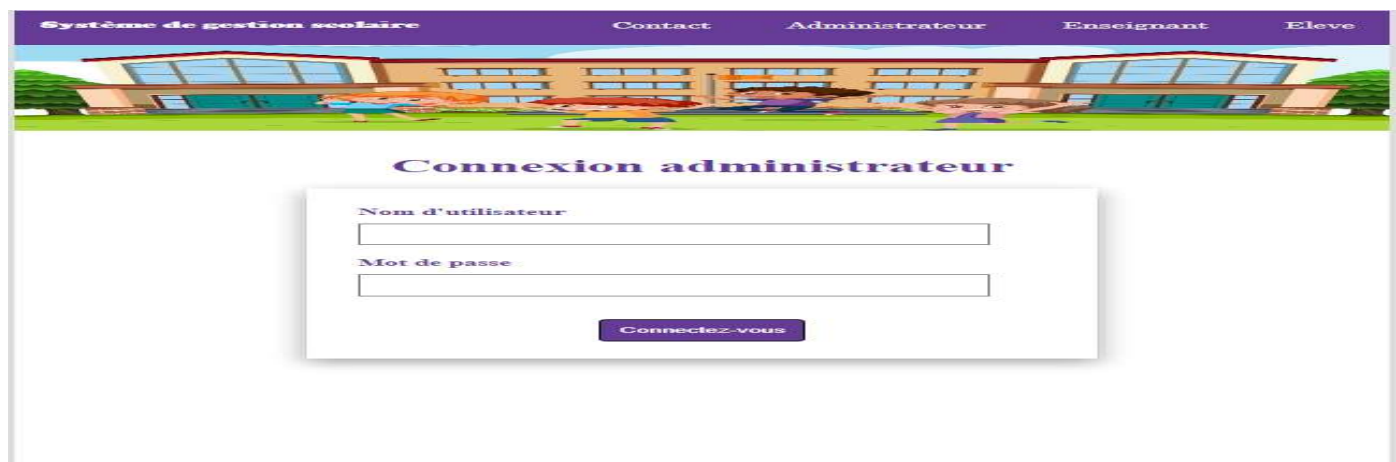 Système de gestion scolaire Contact Administrateur Enseignant Eleve
Connexion administrateur
Nom d'utilisateur
Mot de passe
Connectez-vous